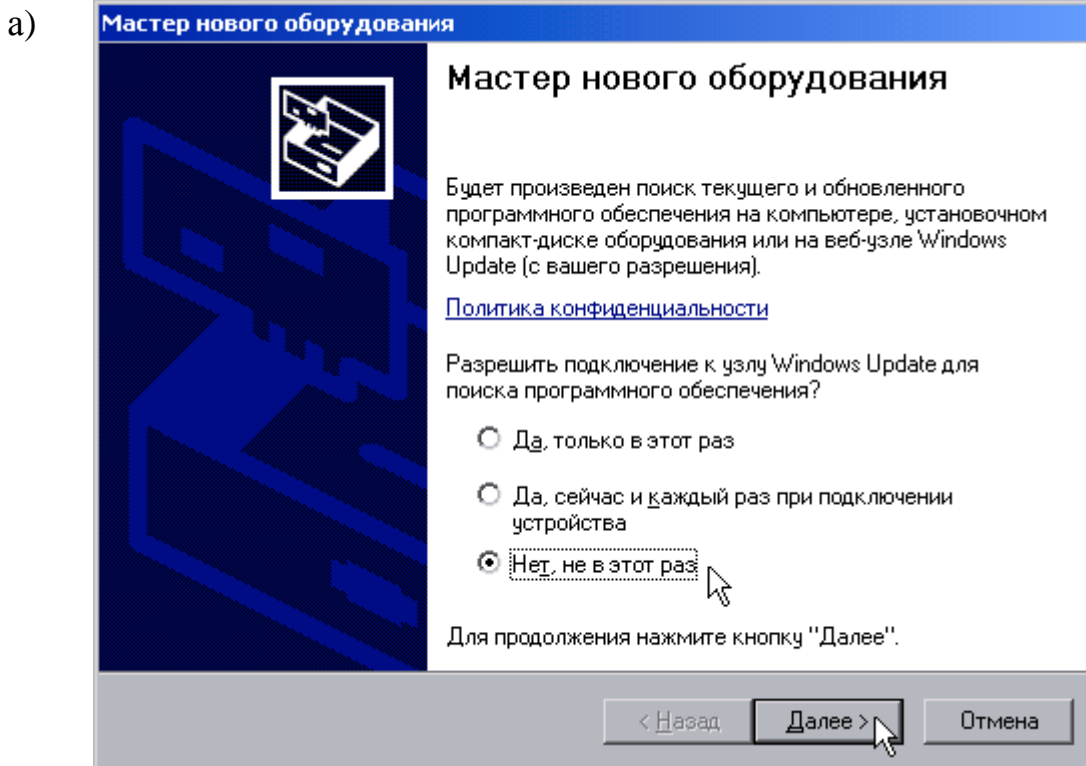 а)
Мастер нового оборудования
Мастер нового оборудования
Будет произведен поиск текущего и обновленного
программного обеспечения на компьютере, установочном
компакт-диске оборудования или на веб-узле Windows
Update (с вашего разрешения).
Политика конфиденциальности
Разрешить подключение к узлу Windows Update для
поиска программного обеспечения?
Да, только в этот раз
Да, сейчас и каждый раз при подключении
устройства
Нет, не в этот раз
Для продолжения нажмите кнопку "Далее".
< Назад Далее > Отмена